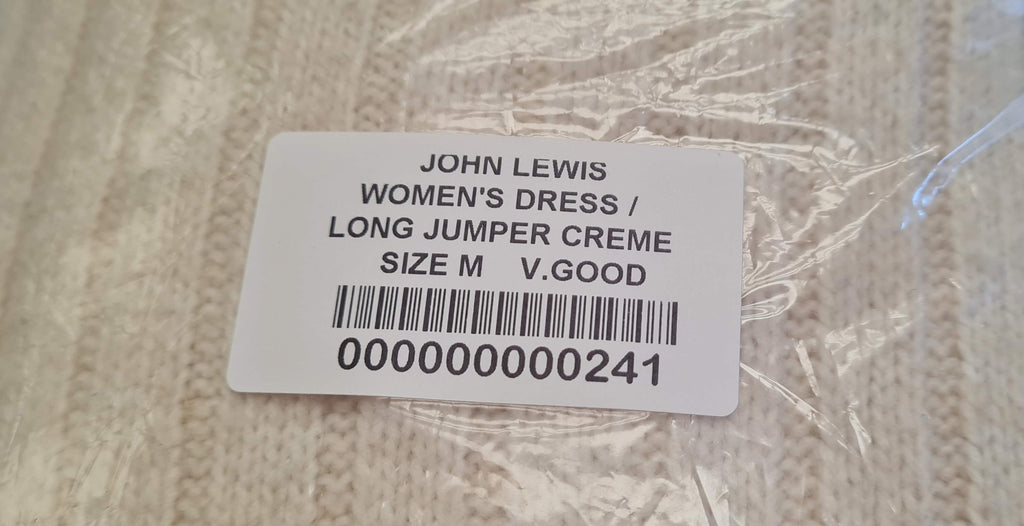 JOHN LEWIS
WOMEN'S DRESS /
LONG JUMPER CREME
SIZE M V.GOOD
000000000241